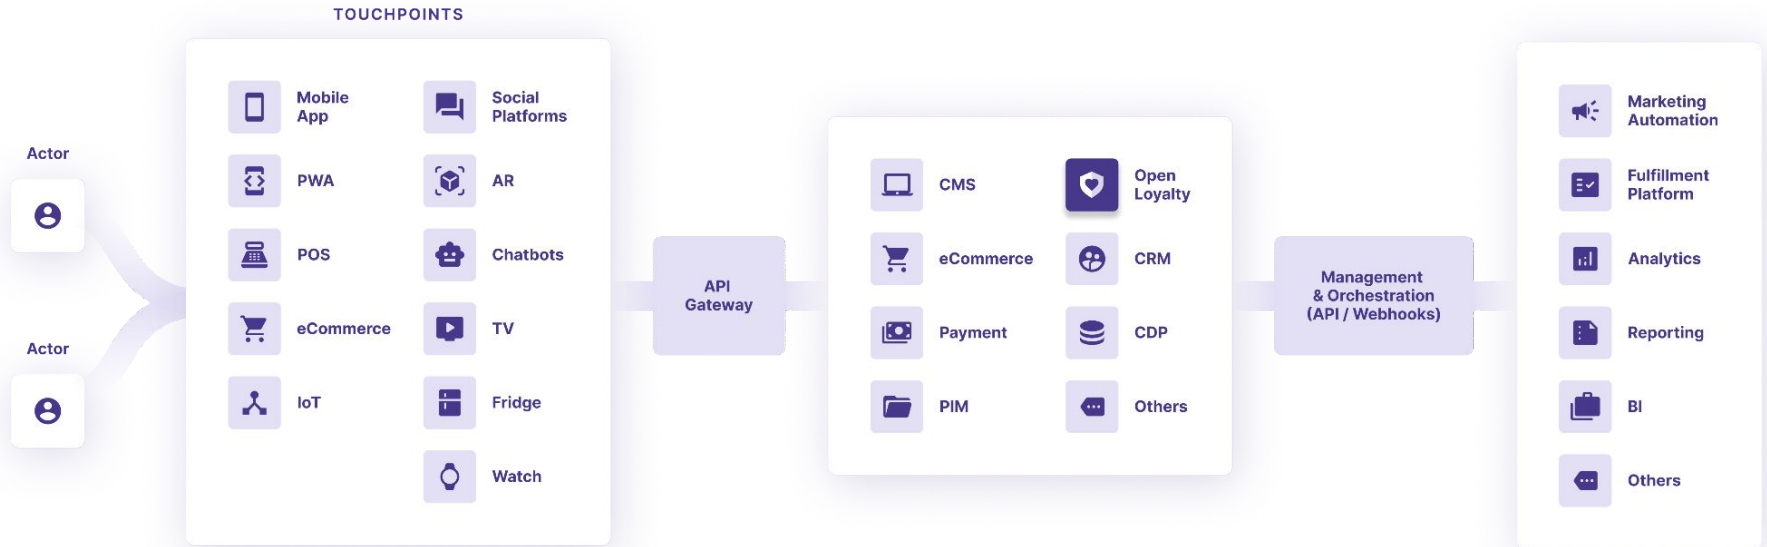 TOUCHPOINTS
Actor
Actor
Mobile
App
PWA
POS
eCommerce
IoT
Social
Platforms
AR
Chatbots
TV
Fridge
Watch
API
Gateway
CMS
eCommerce
Payment
PIM
Open
Loyalty
CRM
CDP
Others
Management
& Orchestration
(API / Webhooks)
Marketing
Automation
Fulfillment
Platform
Analytics
Reporting
BI
Others